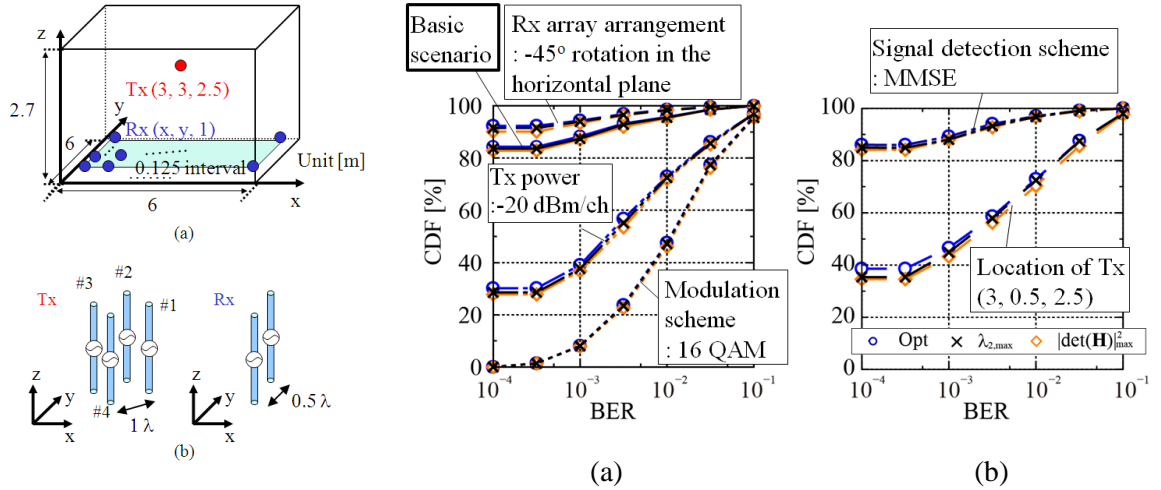 z
2.7
Tx (3, 3, 2.5)
y
Rx (x, y, 1)
6
0.125 interval
Unit [m]
6
x
(a)
Tx
#3
#2
#1
#4
1 λ
z
y
x
Rx
0.5 λ
z
y
x
(b)
Basic
scenario
Rx array arrangement
: -45° rotation in the
horizontal plane
CDF [%]
100
80
60
40
20
0
Tx power
:-20 dBm/ch
Modulation
scheme
: 16 QAM
10⁻⁴
10⁻³
10⁻²
10⁻¹
BER
(a)
Signal detection scheme
: MMSE
CDF [%]
100
80
60
40
20
0
Location of Tx
(3, 0.5, 2.5)
Opt
λ₂,max
|det(H)|²max
10⁻⁴
10⁻³
10⁻²
10⁻¹
BER
(b)